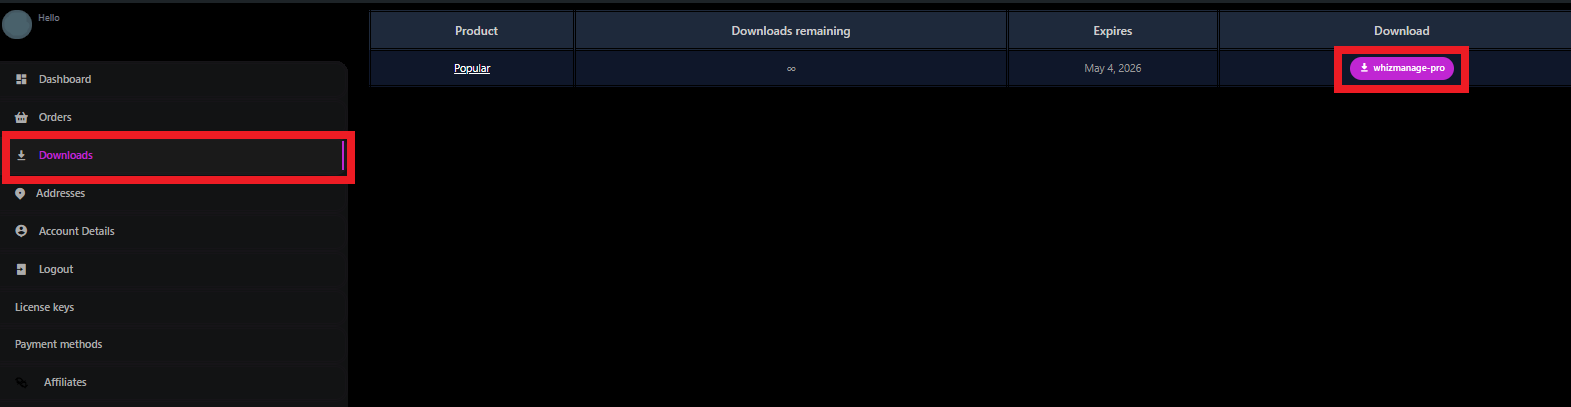 Hello
Dashboard
Orders
Downloads
Addresses
Account Details
Logout
License keys
Payment methods
Affiliates
Product Downloads remaining Expires Download
Popular ∞ May 4, 2026 whizmanage-pro